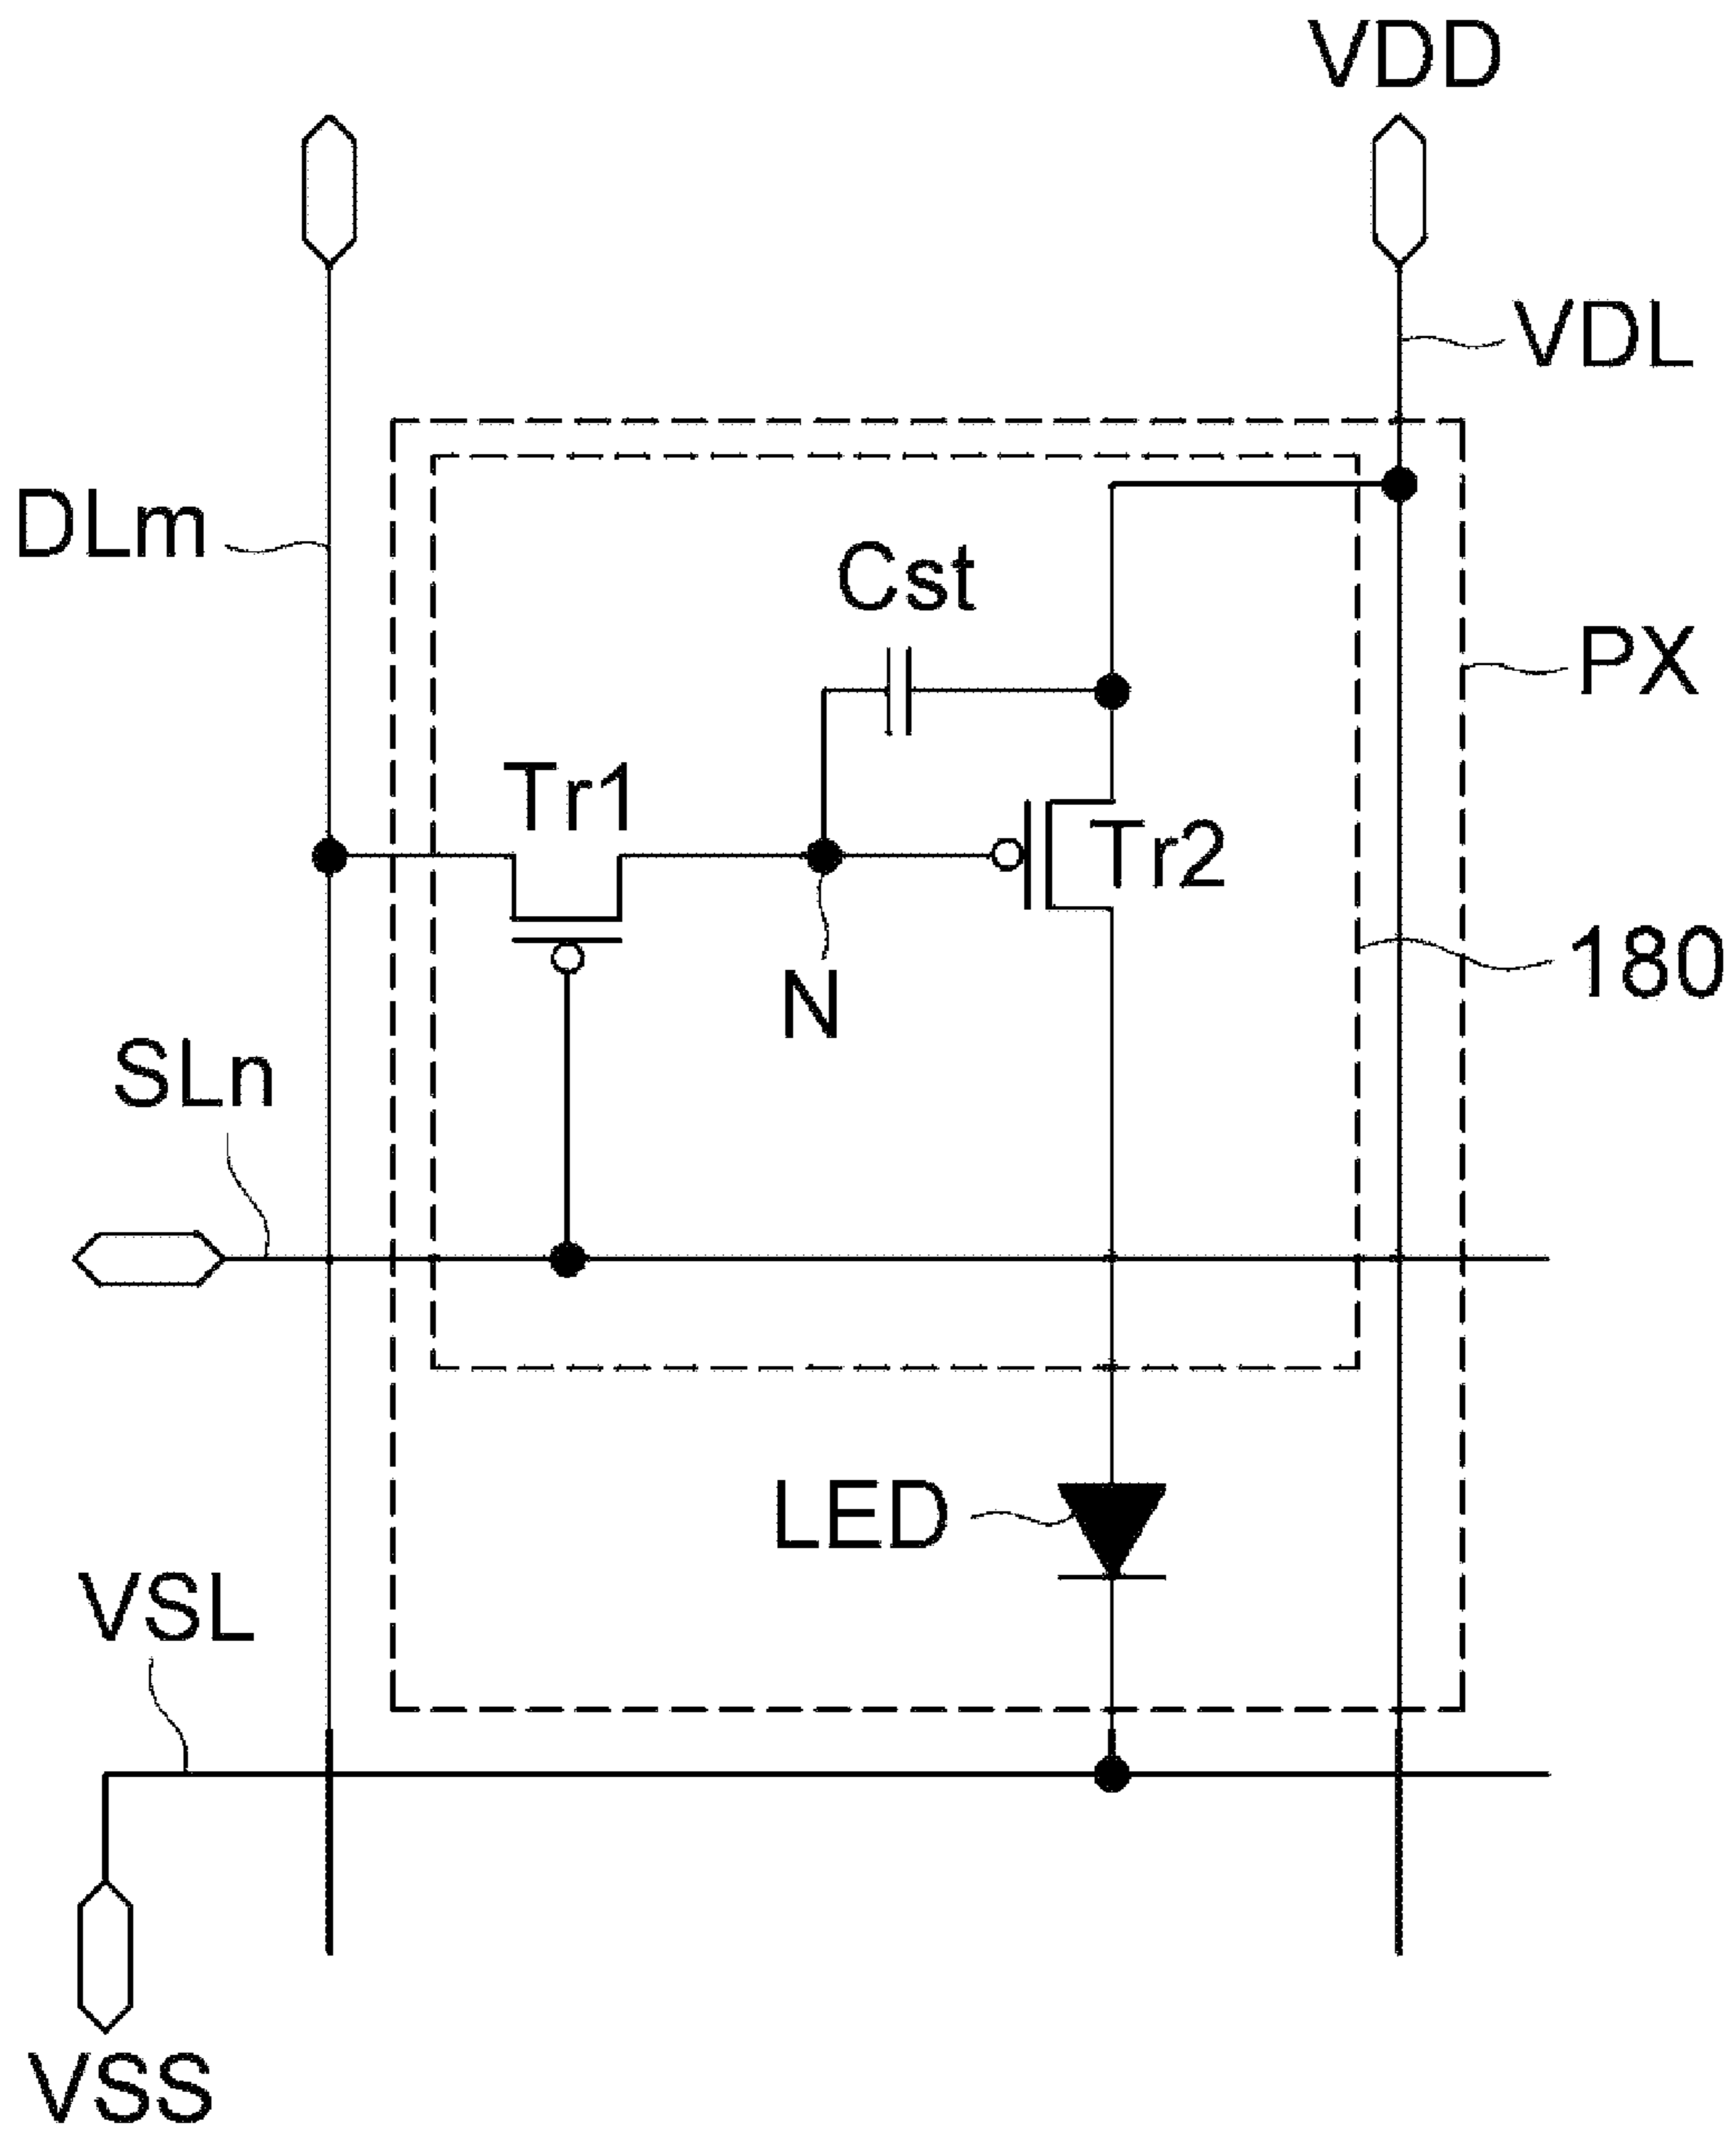 VDD
VDL
DLm
Cst
PX
Tr1
Tr2
180
N
SLn
LED
VSL
VSS